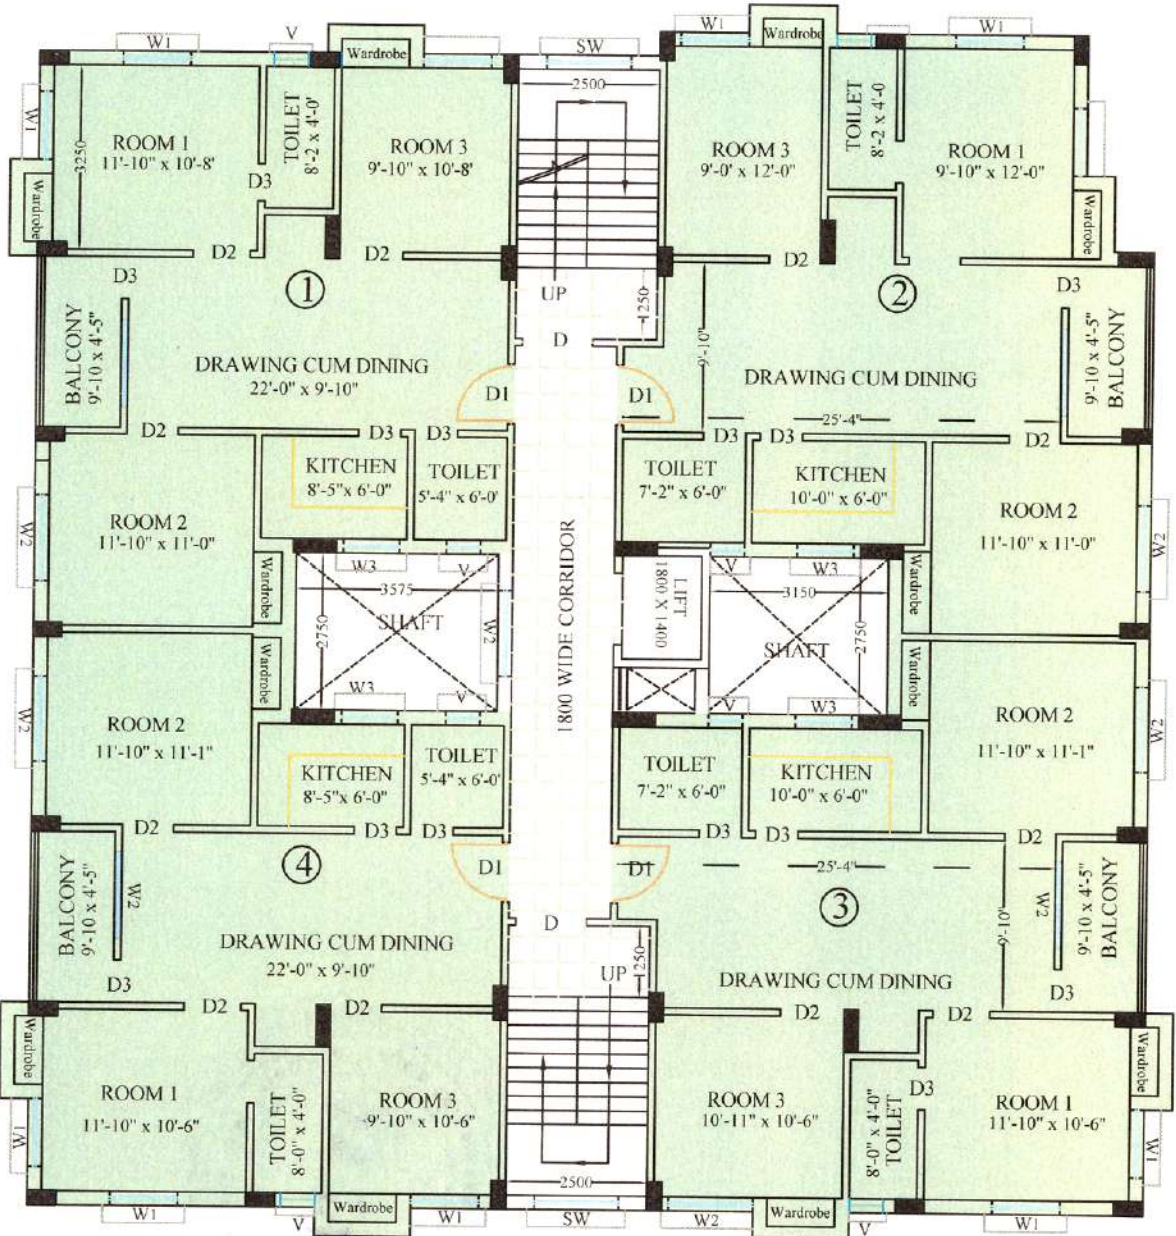 W1
V
Wardrobe
SW
W1
Wardrobe
W1
W1
ROOM 1
11'-10" x 10'-8'
3250
TOILET
8'-2 x 4'-0'
D3
ROOM 3
9'-10" x 10'-8'
2500
ROOM 3
9'-0' x 12'-0"
TOILET
8'-2 x 4'-0
ROOM 1
9'-10" x 12'-0"
Wardrobe
Wardrobe
D2
D2
D2
D3
D3
1
UP
1250
2
BALCONY
9'-10 x 4'-5"
D
9'-10"
9'-10 x 4'-5"
BALCONY
DRAWING CUM DINING
22'-0" x 9'-10"
DRAWING CUM DINING
D1
D1
25'-4"
D2
D3
D3
D3
D3
D2
KITCHEN
8'-5"x 6'-0"
TOILET
5'-4" x 6'-0'
TOILET
7'-2" x 6'-0"
KITCHEN
10'-0" x 6'-0"
ROOM 2
11'-10" x 11'-0"
ROOM 2
11'-10" x 11'-0"
W2
W2
Wardrobe
W3
V
3575
SHAFT
2750
W2
W3
V
1800 WIDE CORRIDOR
LIFT
1800 X 1400
V
W3
3150
SHAFT
2750
V
W3
Wardrobe
Wardrobe
Wardrobe
W2
W2
ROOM 2
11'-10" x 11'-1"
ROOM 2
11'-10" x 11'-1"
KITCHEN
8'-5"x 6'-0"
TOILET
5'-4" x 6'-0'
TOILET
7'-2" x 6'-0"
KITCHEN
10'-0" x 6'-0"
D2
D3
D3
D3
D3
D2
4
D1
D1
25'-4"
3
BALCONY
9'-10 x 4'-5"
W2
W2
9'-10 x 4'-5"
BALCONY
9'-10"
D
DRAWING CUM DINING
22'-0" x 9'-10"
UP
1250
DRAWING CUM DINING
D3
D3
D2
D2
D2
D2
Wardrobe
Wardrobe
ROOM 1
11'-10" x 10'-6"
TOILET
8'-0" x 4'-0"
ROOM 3
9'-10" x 10'-6"
ROOM 3
10'-11" x 10'-6"
8'-0" x 4'-0"
TOILET
D3
ROOM 1
11'-10" x 10'-6"
W1
W1
2500
W1
V
Wardrobe
W1
SW
W2
Wardrobe
V
W1